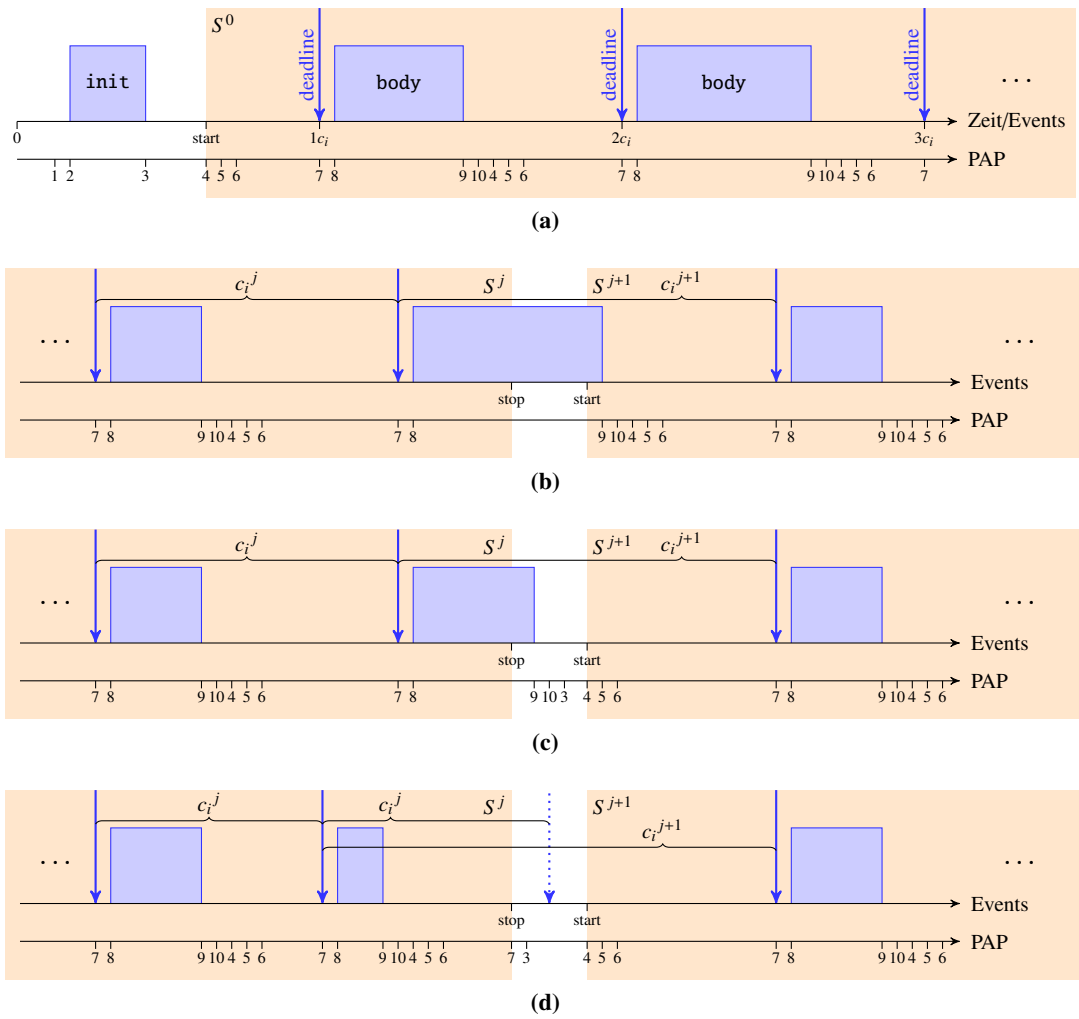 S^0
deadline deadline deadline
init body body ...
Zeit/Events
0 start 1c_i 2c_i 3c_i
PAP
1 2 3 4 5 6 7 8 9 10 4 5 6 7 8 9 10 4 5 6 7
(a)
c_i^j S^j S^{j+1} c_i^{j+1}
... ...
Events
stop start
PAP
7 8 9 10 4 5 6 7 8 9 10 4 5 6 7 8 9 10 4 5 6
(b)
c_i^j S^j S^{j+1} c_i^{j+1}
... ...
Events
stop start
PAP
7 8 9 10 4 5 6 7 8 9 10 3 4 5 6 7 8 9 10 4 5 6
(c)
c_i^j c_i^j S^j S^{j+1}
c_i^{j+1}
... ...
Events
stop start
PAP
7 8 9 10 4 5 6 7 8 9 10 4 5 6 7 3 4 5 6 7 8 9 10 4 5 6
(d)